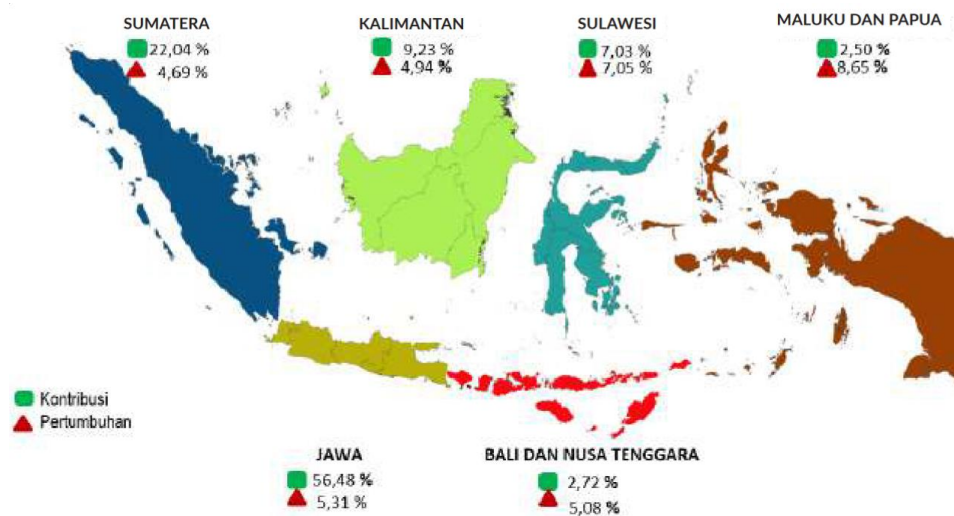 SUMATERA
22,04 %
4,69 %
KALIMANTAN
9,23 %
4,94 %
SULAWESI
7,03 %
7,05 %
MALUKU DAN PAPUA
2,50 %
8,65 %
Kontribusi
Pertumbuhan
JAWA
56,48 %
5,31 %
BALI DAN NUSA TENGGARA
2,72 %
5,08 %